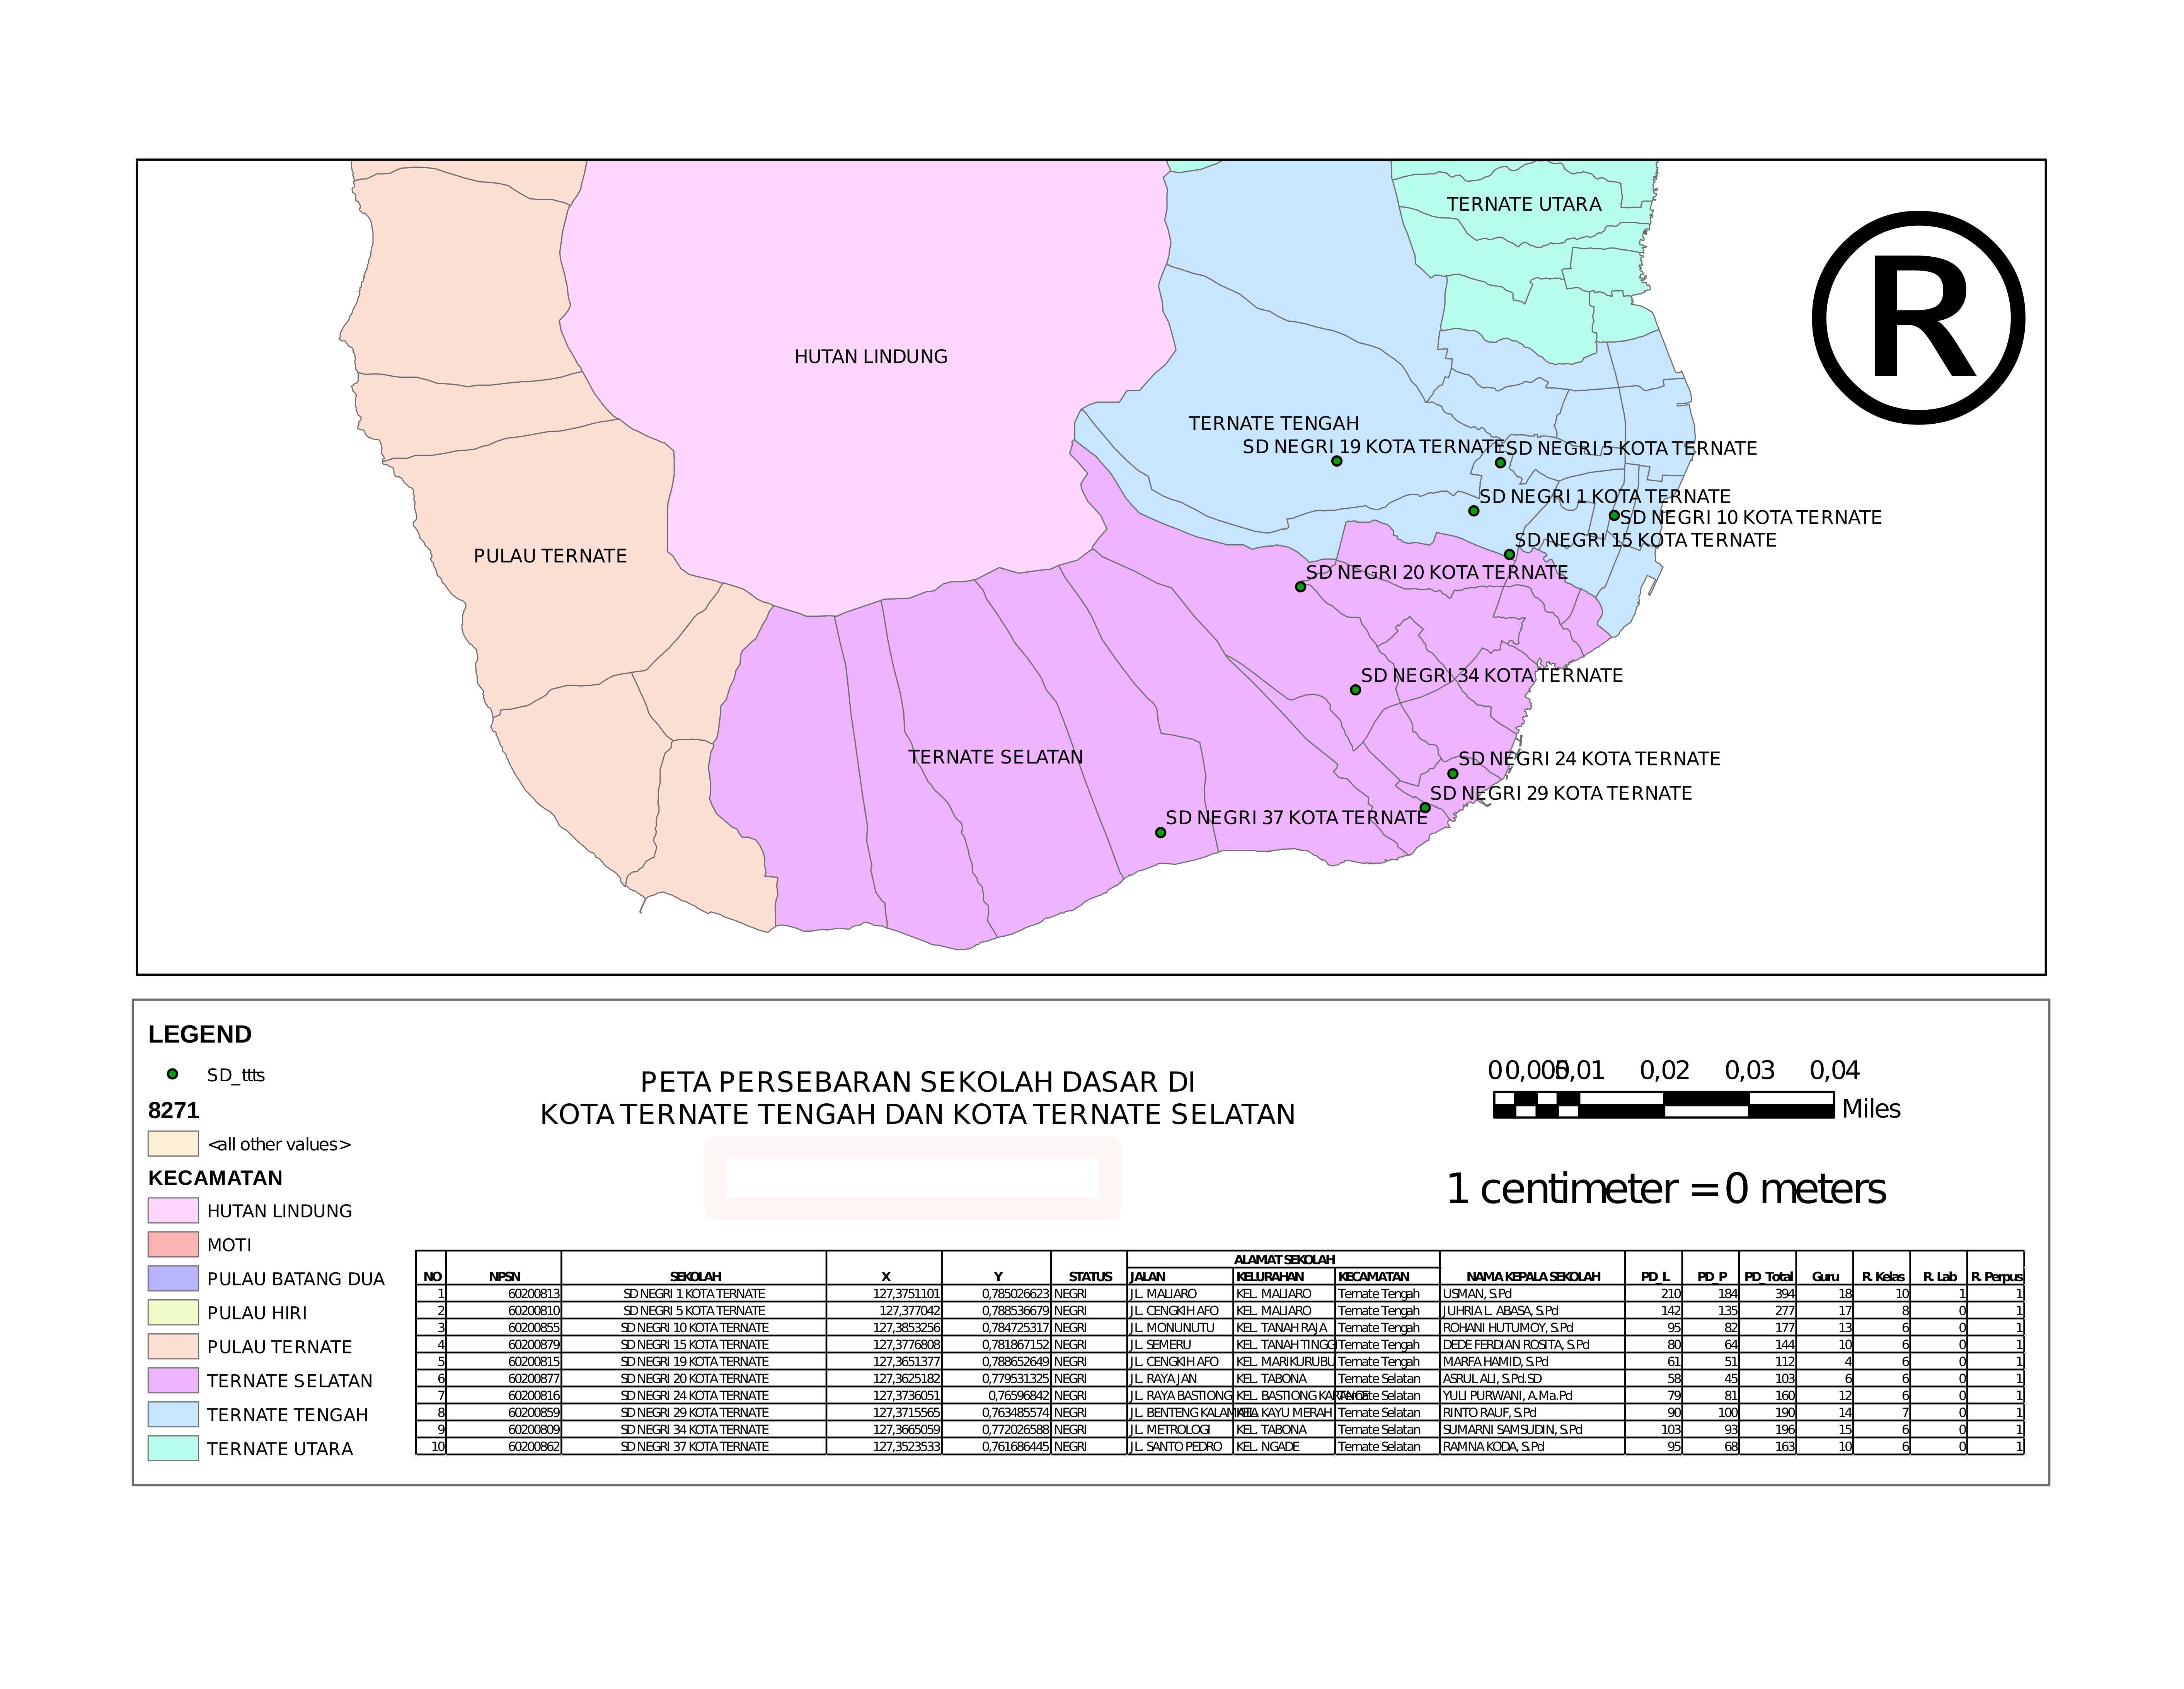 TERNATE UTARA
R
HUTAN LINDUNG
TERNATE TENGAH
SD NEGRI 19 KOTA TERNATE
SD NEGRI 5 KOTA TERNATE
SD NEGRI 1 KOTA TERNATE
SD NEGRI 10 KOTA TERNATE
SD NEGRI 15 KOTA TERNATE
PULAU TERNATE
SD NEGRI 20 KOTA TERNATE
SD NEGRI 34 KOTA TERNATE
TERNATE SELATAN
SD NEGRI 24 KOTA TERNATE
SD NEGRI 29 KOTA TERNATE
SD NEGRI 37 KOTA TERNATE
LEGEND
SD_ttts
8271
<all other values>
KECAMATAN
HUTAN LINDUNG
MOTI
PULAU BATANG DUA
PULAU HIRI
PULAU TERNATE
TERNATE SELATAN
TERNATE TENGAH
TERNATE UTARA
PETA PERSEBARAN SEKOLAH DASAR DI
KOTA TERNATE TENGAH DAN KOTA TERNATE SELATAN
0 0,005 0,01 0,02 0,03 0,04
Miles
1 centimeter = 0 meters
ALAMAT SEKOLAH
NO NPSN SEKOLAH X Y STATUS JALAN KELURAHAN KECAMATAN NAMA KEPALA SEKOLAH PD_L PD_P PD_Total Guru R. Kelas R. Lab R. Perpus
1 60200813 SD NEGRI 1 KOTA TERNATE 127,3751101 0,785026623 NEGRI JL. MALIARO KEL. MALIARO Ternate Tengah USMAN, S.Pd 210 184 394 18 10 1 1
2 60200810 SD NEGRI 5 KOTA TERNATE 127,377042 0,788536679 NEGRI JL. CENGKIH AFO KEL. MALIARO Ternate Tengah JUHRIA L. ABASA, S.Pd 142 135 277 17 8 0 1
3 60200855 SD NEGRI 10 KOTA TERNATE 127,3853256 0,784725317 NEGRI JL. MONUNUTU KEL. TANAH RAJA Ternate Tengah ROHANI HUTUMOY, S.Pd 95 82 177 13 6 0 1
4 60200879 SD NEGRI 15 KOTA TERNATE 127,3776808 0,781867152 NEGRI JL. SEMERU KEL. TANAH TINGGI Ternate Tengah DEDE FERDIAN ROSITA, S.Pd 80 64 144 10 6 0 1
5 60200815 SD NEGRI 19 KOTA TERNATE 127,3651377 0,788652649 NEGRI JL. CENGKIH AFO KEL. MARIKURUBU Ternate Tengah MARFA HAMID, S.Pd 61 51 112 4 6 0 1
6 60200877 SD NEGRI 20 KOTA TERNATE 127,3625182 0,779531325 NEGRI JL. RAYA JAN KEL. TABONA Ternate Selatan ASRUL ALI, S.Pd.SD 58 45 103 6 6 0 1
7 60200816 SD NEGRI 24 KOTA TERNATE 127,3736051 0,76596842 NEGRI JL. RAYA BASTIONG KEL. BASTIONG Ternate Selatan YULI PURWANI, A.Ma.Pd 79 81 160 12 6 0 1
8 60200859 SD NEGRI 29 KOTA TERNATE 127,3715565 0,763485574 NEGRI JL. BENTENG KEL. KAYU MERAH Ternate Selatan RINTO RAUF, S.Pd 90 100 190 14 7 0 1
9 60200809 SD NEGRI 34 KOTA TERNATE 127,3665059 0,772026588 NEGRI JL. METROLOGI KEL. TABONA Ternate Selatan SUMARNI SAMSUDIN, S.Pd 103 93 196 15 6 0 1
10 60200862 SD NEGRI 37 KOTA TERNATE 127,3523533 0,761686445 NEGRI JL. SANTO PEDRO KEL. NGADE Ternate Selatan RAMNA KODA, S.Pd 95 68 163 10 6 0 1